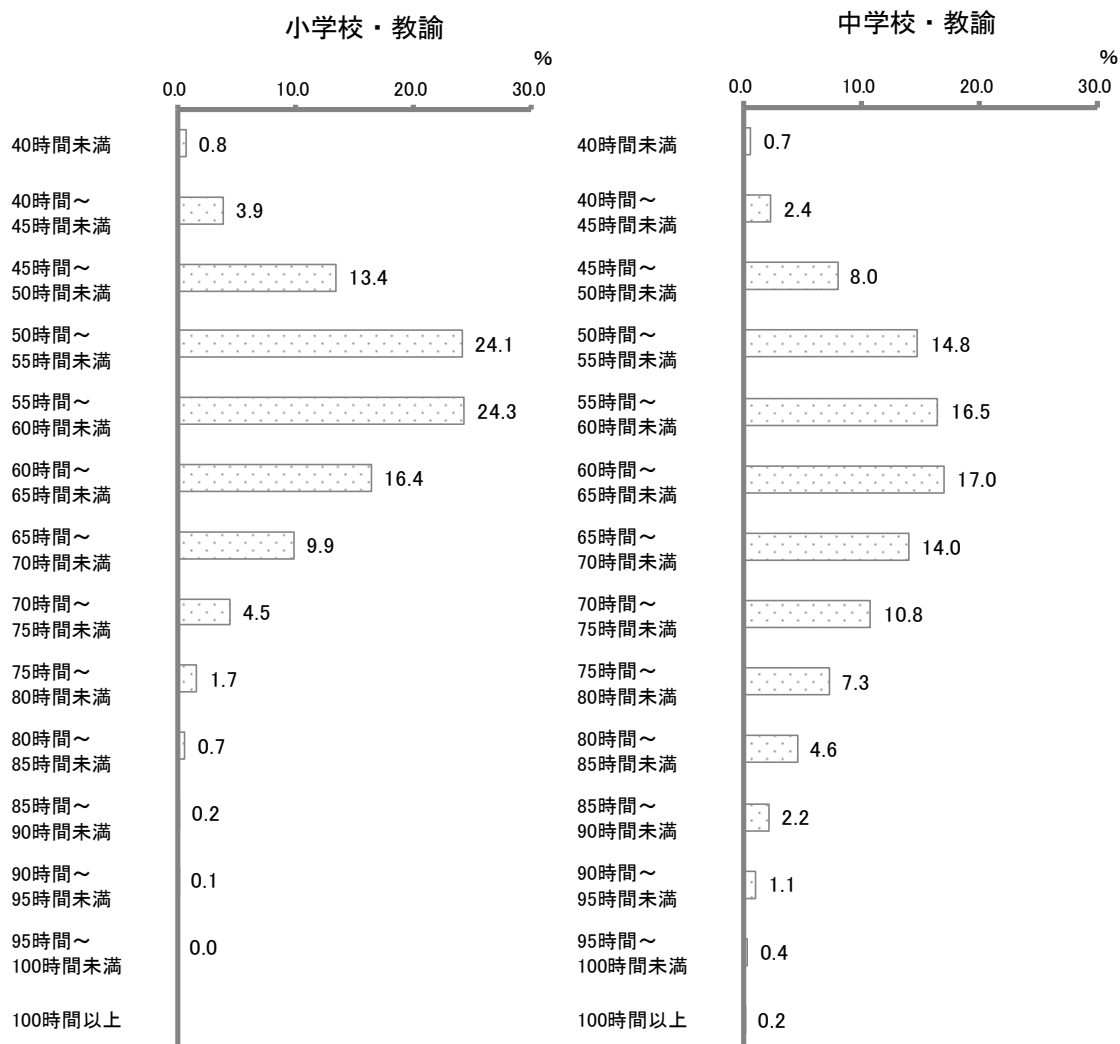 小学校・教諭
%
0.0 10.0 20.0 30.0
40時間未満 0.8
40時間～
45時間未満 3.9
45時間～
50時間未満 13.4
50時間～
55時間未満 24.1
55時間～
60時間未満 24.3
60時間～
65時間未満 16.4
65時間～
70時間未満 9.9
70時間～
75時間未満 4.5
75時間～
80時間未満 1.7
80時間～
85時間未満 0.7
85時間～
90時間未満 0.2
90時間～
95時間未満 0.1
95時間～
100時間未満 0.0
100時間以上
中学校・教諭
%
0.0 10.0 20.0 30.0
40時間未満 0.7
40時間～
45時間未満 2.4
45時間～
50時間未満 8.0
50時間～
55時間未満 14.8
55時間～
60時間未満 16.5
60時間～
65時間未満 17.0
65時間～
70時間未満 14.0
70時間～
75時間未満 10.8
75時間～
80時間未満 7.3
80時間～
85時間未満 4.6
85時間～
90時間未満 2.2
90時間～
95時間未満 1.1
95時間～
100時間未満 0.4
100時間以上 0.2